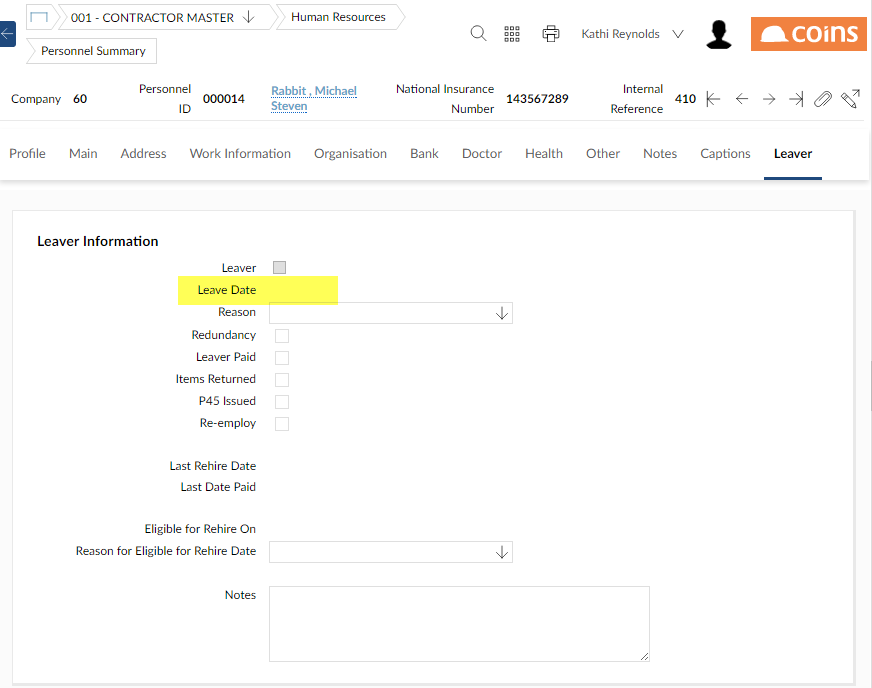 001 - CONTRACTOR MASTER
Human Resources
Personnel Summary
Kathi Reynolds
coins
Company 60
Personnel ID 000014
Rabbit , Michael
Steven
National Insurance
Number 143567289
Internal
Reference 410
Profile Main Address Work Information Organisation Bank Doctor Health Other Notes Captions Leaver
Leaver Information
Leaver
Leave Date
Reason
Redundancy
Leaver Paid
Items Returned
P45 Issued
Re-employ
Last Rehire Date
Last Date Paid
Eligible for Rehire On
Reason for Eligible for Rehire Date
Notes